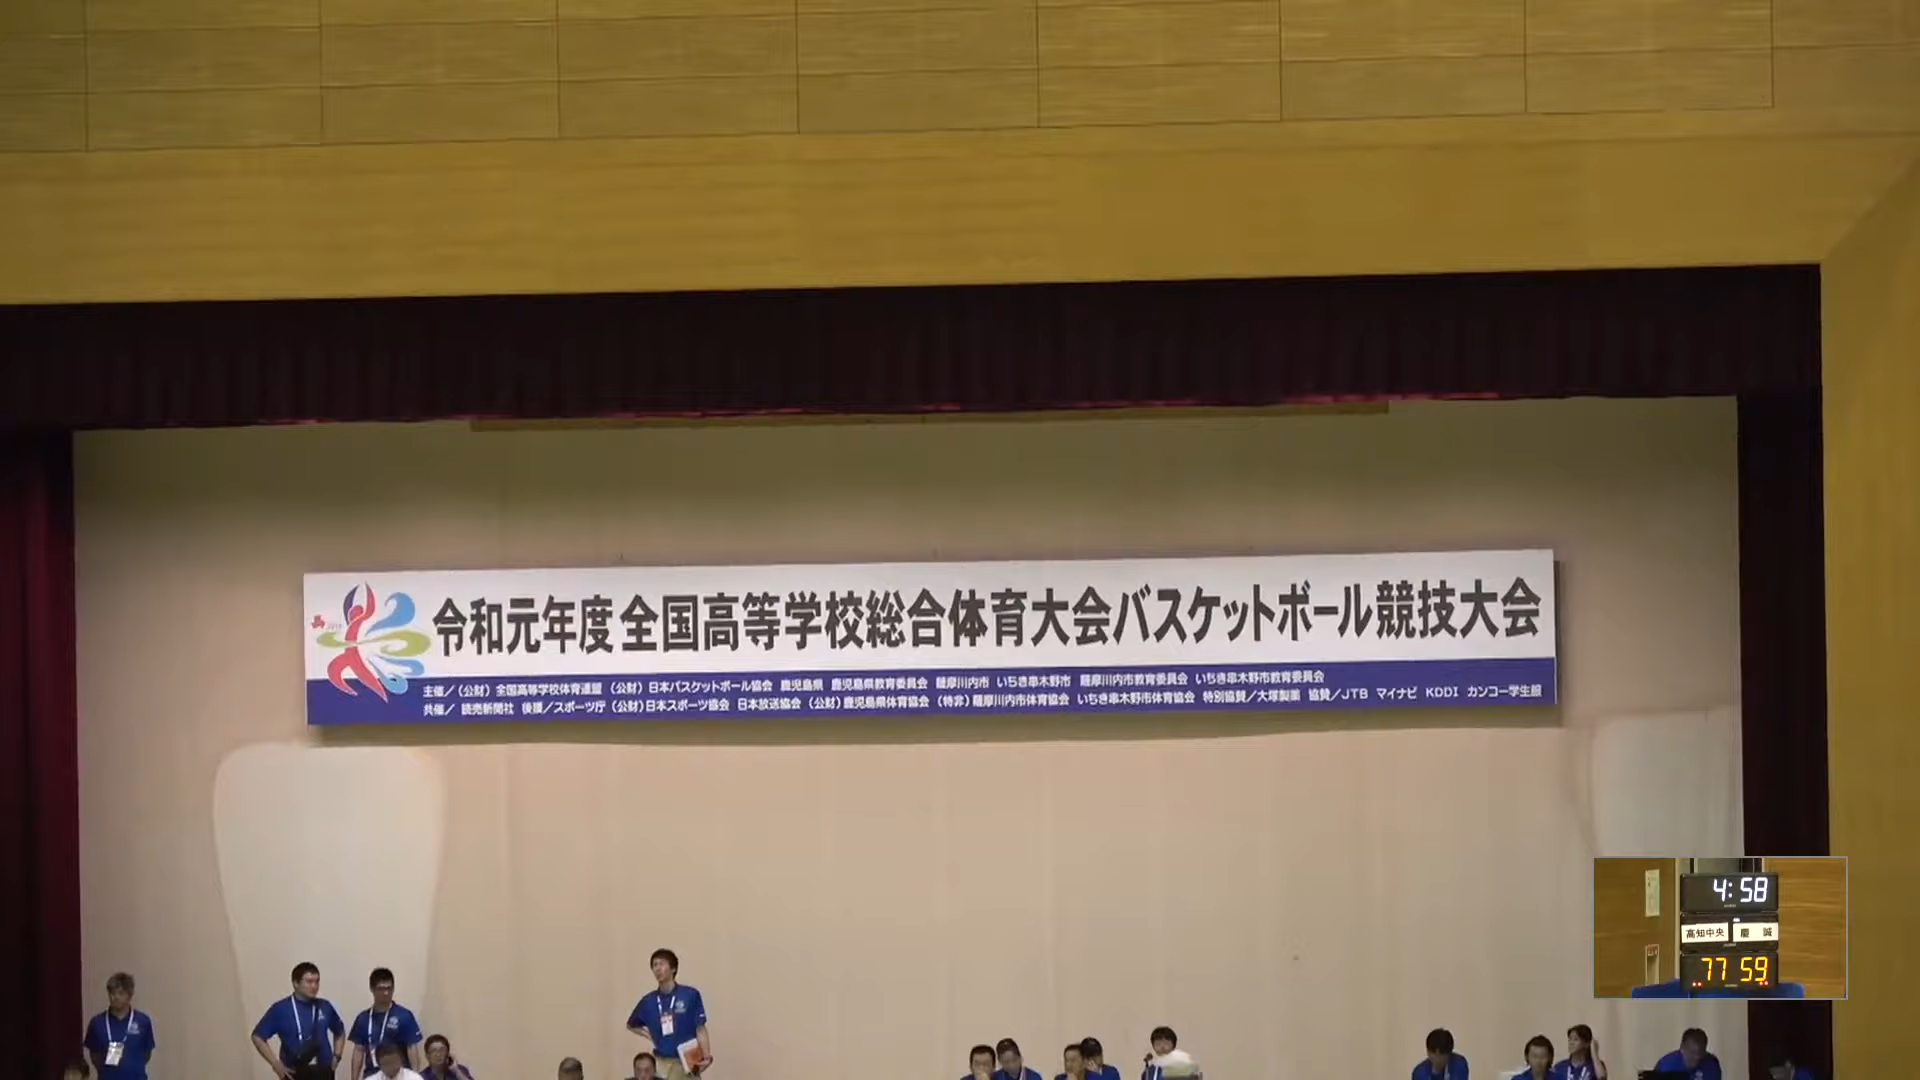 令和元年度全国高等学校総合体育大会バスケットボール競技大会
主催／（公財）全国高等学校体育連盟 （公財）日本バスケットボール協会 鹿児島県 鹿児島県教育委員会 薩摩川内市 いちき串木野市 薩摩川内市教育委員会 いちき串木野市教育委員会
共催／ 読売新聞社 後援／スポーツ庁（公財）日本スポーツ協会 日本放送協会（公財）鹿児島県体育協会（特非）薩摩川内市体育協会 いちき串木野市体育協会 特別協賛／大塚製薬 協賛／JTB マイナビ KDDI カンコー学生服
4:58
高知中央 慶 誠
77 59